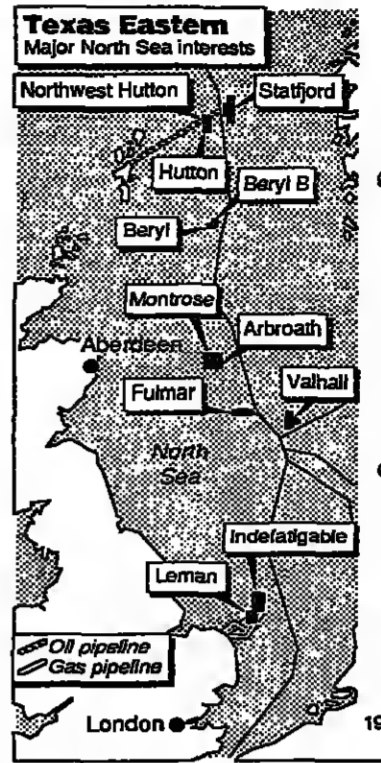 Texas Eastern
Major North Sea interests
Northwest Hutton
Statfjord
Hutton
Beryl B
Beryl
Montrose
Arbroath
Aberdeen
Valhall
Fulmar
North
Sea
Indefatigable
Leman
Oil pipeline
Gas pipeline
London
19